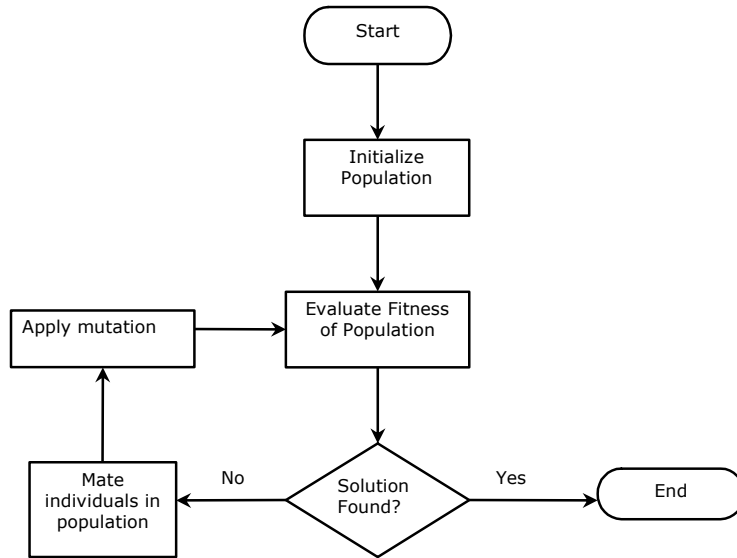 Start
Initialize
Population
Evaluate Fitness
of Population
Apply mutation
Mate
individuals in
population
No
Solution
Found?
Yes
End